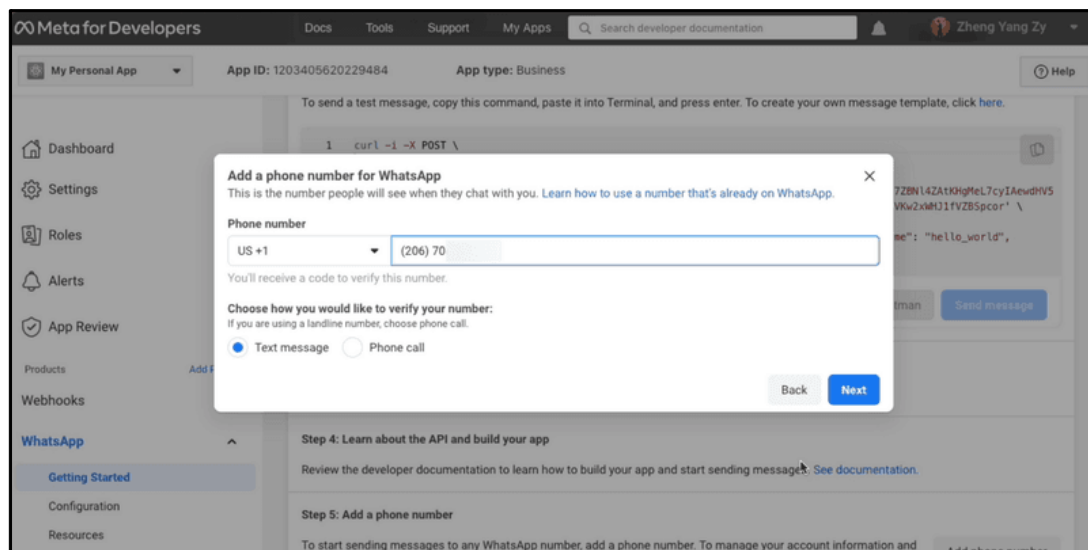 Meta for Developers
Docs Tools Support My Apps Search developer documentation Zheng Yang Zy
My Personal App App ID: 1203405620229484 App type: Business Help
To send a test message, copy this command, paste it into Terminal, and press enter. To create your own message template, click here.
Dashboard
Settings
Roles
Alerts
App Review
Products Add
Webhooks
WhatsApp
Getting Started
Configuration
Resources
1 curl -i -X POST \
Add a phone number for WhatsApp
This is the number people will see when they chat with you. Learn how to use a number that's already on WhatsApp.
Phone number
US +1 (206) 70
You'll receive a code to verify this number.
Choose how you would like to verify your number:
If you are using a landline number, choose phone call.
Text message Phone call
Back Next
me": "hello_world",
tman Send message
Step 4: Learn about the API and build your app
Review the developer documentation to learn how to build your app and start sending messages. See documentation.
Step 5: Add a phone number
To start sending messages to any WhatsApp number, add a phone number. To manage your account information and